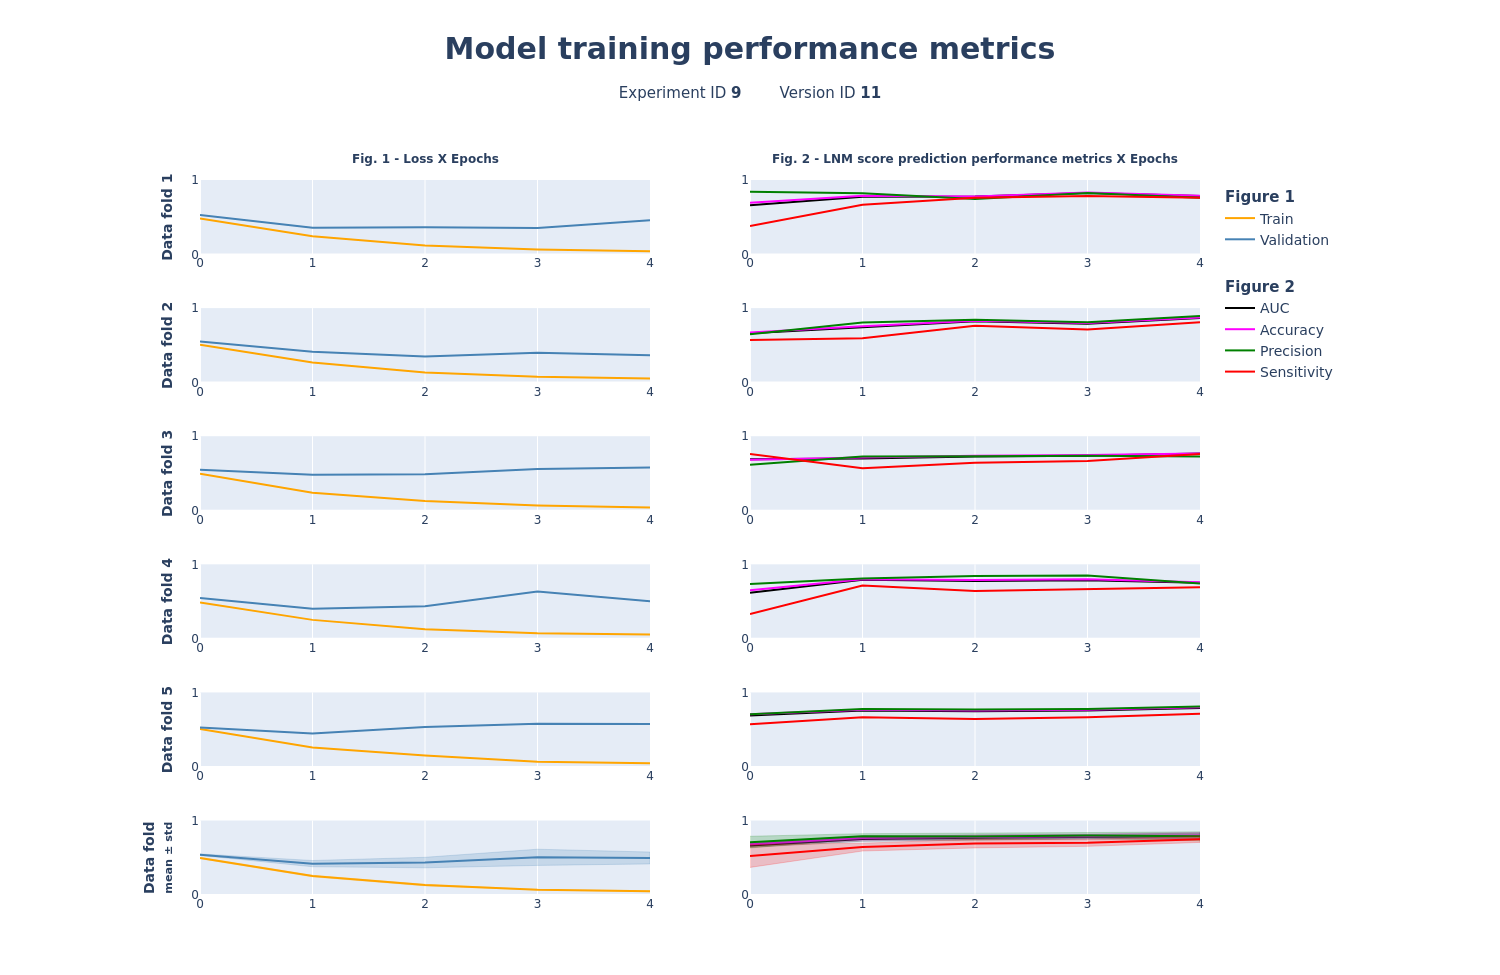 Model training performance metrics
Experiment ID 9 Version ID 11
Fig. 1 - Loss X Epochs
Fig. 2 - LNM score prediction performance metrics X Epochs
Data fold 1
1
0
0 1 2 3 4
1
0
0 1 2 3 4
Figure 1
Train
Validation
Figure 2
AUC
Accuracy
Precision
Sensitivity
Data fold 2
1
0
0 1 2 3 4
1
0
0 1 2 3 4
Data fold 3
1
0
0 1 2 3 4
1
0
0 1 2 3 4
Data fold 4
1
0
0 1 2 3 4
1
0
0 1 2 3 4
Data fold 5
1
0
0 1 2 3 4
1
0
0 1 2 3 4
Data fold
mean ± std
1
0
0 1 2 3 4
1
0
0 1 2 3 4